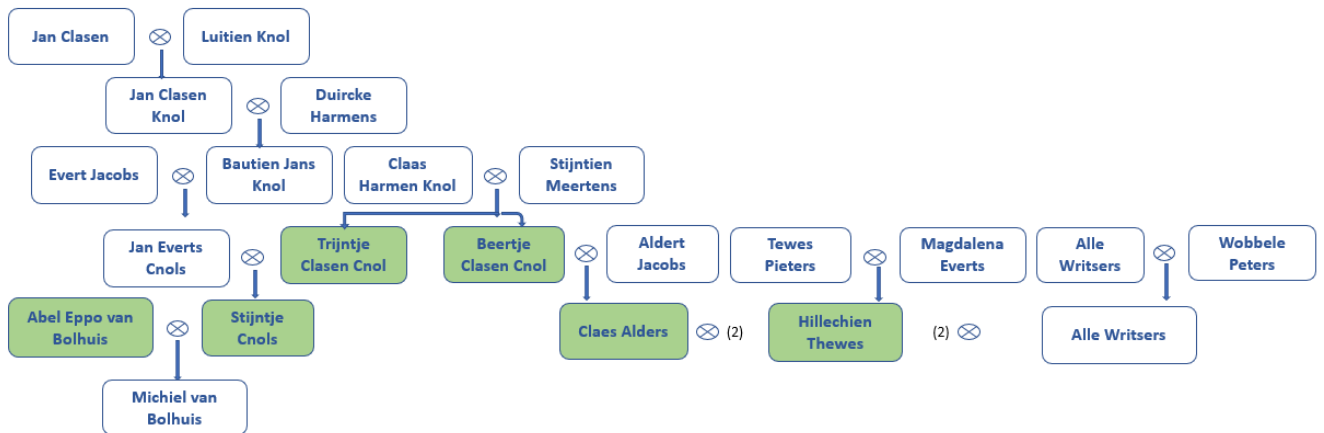 Jan Clasen
Luitien Knol
Jan Clasen
Knol
Duircke
Harmens
Evert Jacobs
Bautien Jans
Knol
Claas
Harmen Knol
Stijntien
Meertens
Jan Everts
Cnols
Trijntje
Clasen Cnol
Beertje
Clasen Cnol
Aldert
Jacobs
Tewes
Pieters
Magdalena
Everts
Alle
Writsers
Wobbele
Peters
Abel Eppo van
Bolhuis
Stijntje
Cnols
Claes Alders
(2)
Hillechien
Thewes
(2)
Alle Writsers
Michiel van
Bolhuis